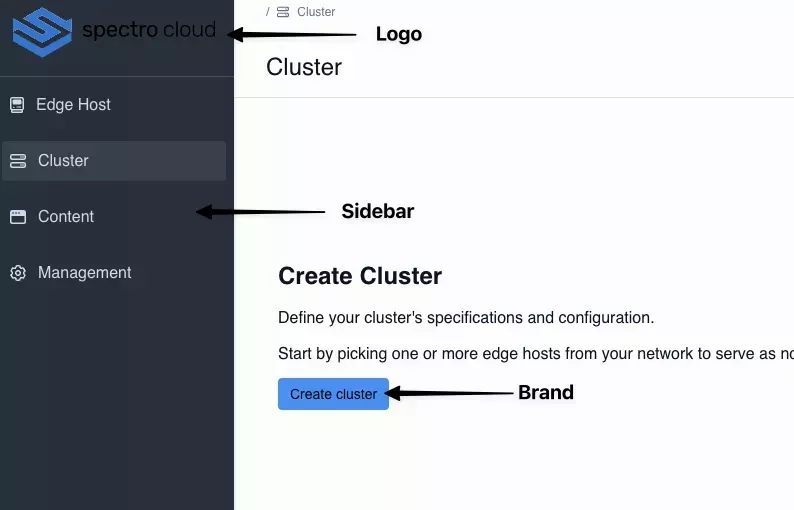 spectro cloud
Logo
/ Cluster
Cluster
Edge Host
Cluster
Content
Management
Sidebar
Create Cluster
Define your cluster's specifications and configuration.
Start by picking one or more edge hosts from your network to serve as no
Create cluster
Brand